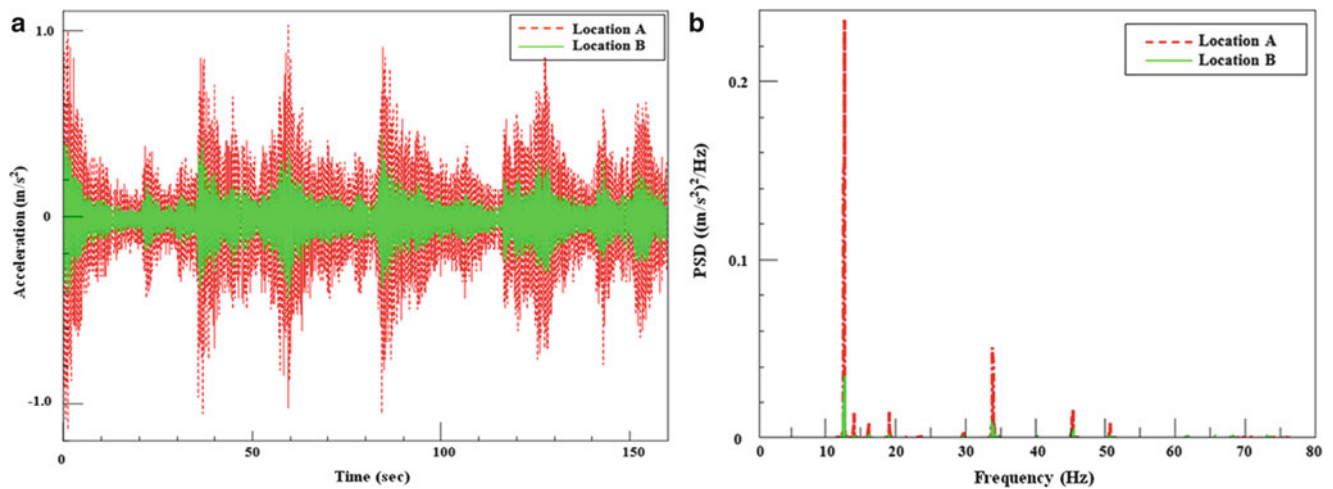 a
Location A
Location B
1.0
0
-1.0
Acceleration (m/s²)
0
50
100
150
Time (sec)
b
Location A
Location B
0.2
0.1
0
PSD ((m/s²)²/Hz)
0
10
20
30
40
50
60
70
80
Frequency (Hz)